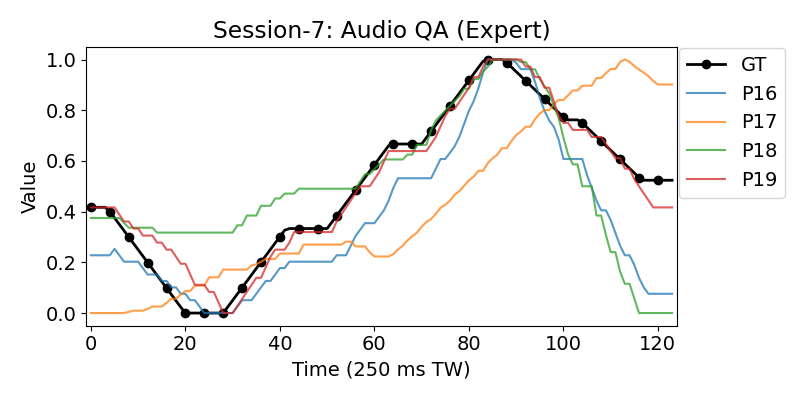 Session-7: Audio QA (Expert)
Value
1.0
0.8
0.6
0.4
0.2
0.0
0 20 40 60 80 100 120
Time (250 ms TW)
GT
P16
P17
P18
P19